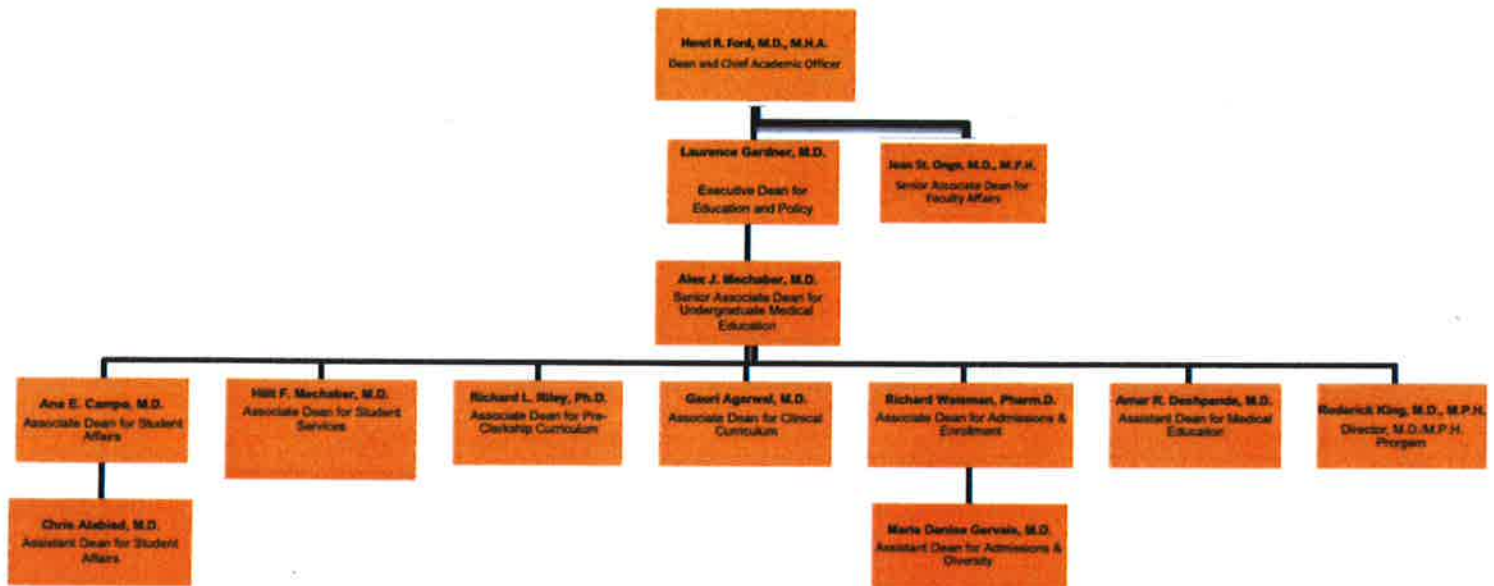 Henri R. Ford, M.D., M.H.A.
Dean and Chief Academic Officer
Laurence Gardner, M.D.
Executive Dean for
Education and Policy
Jean St. Onge, M.D., M.P.H.
Senior Associate Dean for
Faculty Affairs
Alex J. Mechaber, M.D.
Senior Associate Dean for
Undergraduate Medical
Education
Ana E. Campo, M.D.
Associate Dean for Student
Affairs
Hilit F. Mechaber, M.D.
Associate Dean for Student
Services
Richard L. Riley, Ph.D.
Associate Dean for Pre-
Clerkship Curriculum
Gauri Agarwal, M.D.
Associate Dean for Clinical
Curriculum
Richard Weisman, Pharm.D.
Associate Dean for Admissions
& Enrollment
Amar R. Deshpande, M.D.
Assistant Dean for Medical
Education
Roderick King, M.D., M.P.H.
Director, M.D./M.P.H.
Prorgam
Chris Alabiad, M.D.
Assistant Dean for Student
Affairs
Marie Denise Gervais, M.D.
Assistant Dean for Admissions &
Diversity